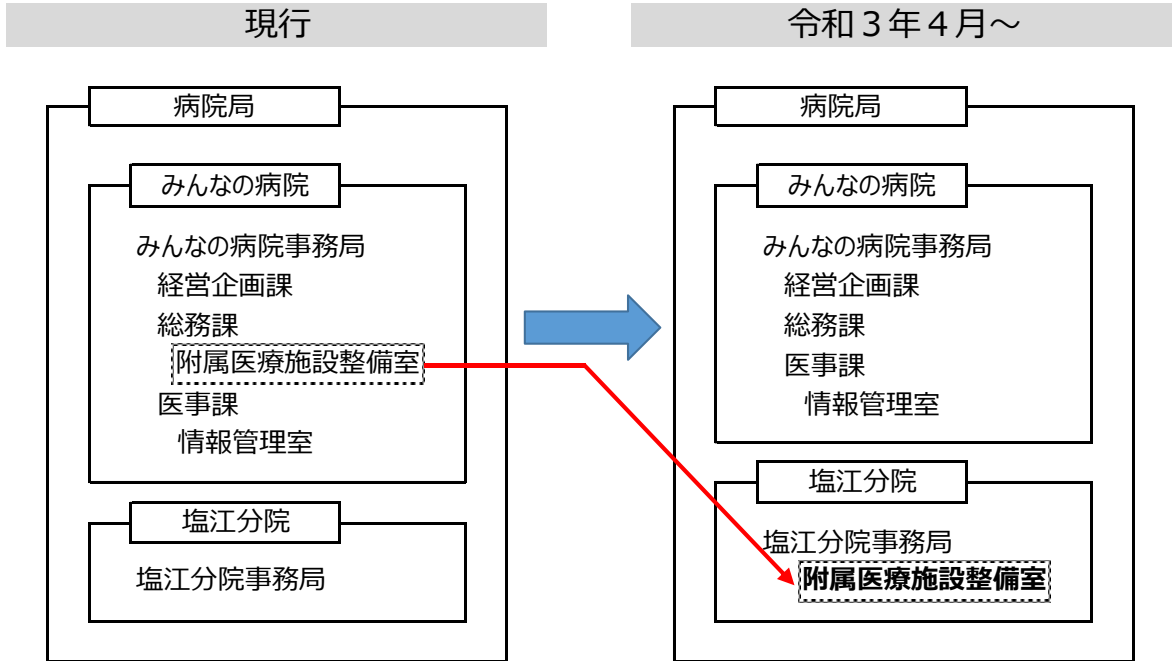 現行
病院局
みんなの病院
みんなの病院事務局
経営企画課
総務課
附属医療施設整備室
医事課
情報管理室
塩江分院
塩江分院事務局
令和３年４月～
病院局
みんなの病院
みんなの病院事務局
経営企画課
総務課
医事課
情報管理室
塩江分院
塩江分院事務局
附属医療施設整備室